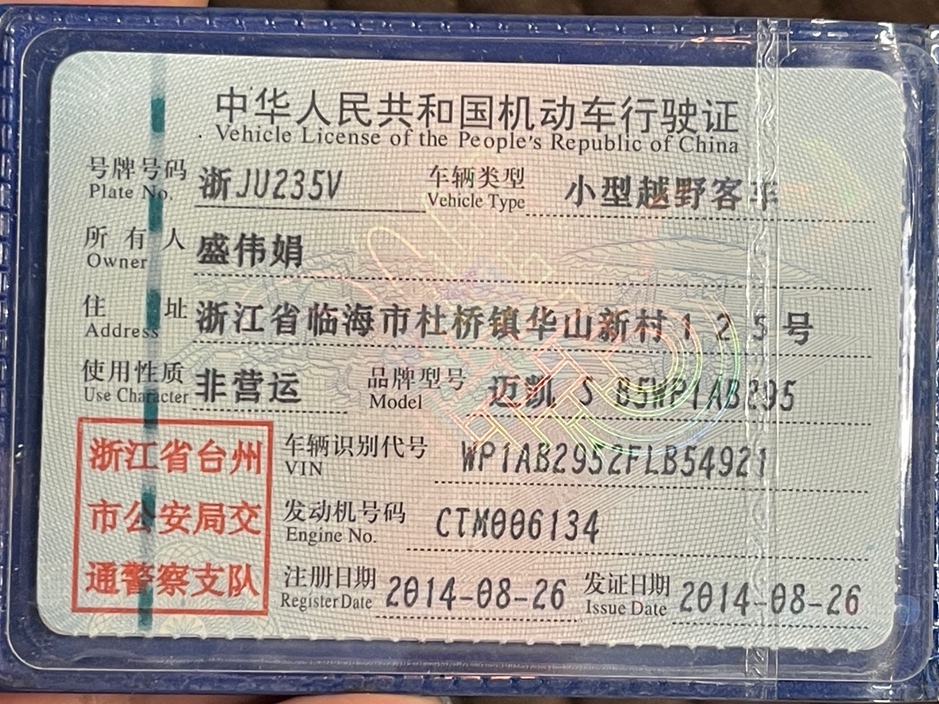 中华人民共和国机动车行驶证
Vehicle License of the People's Republic of China
号牌号码 浙JU235V 车辆类型 小型越野客车
Plate No. Vehicle Type
所有人 盛伟娟
Owner
住址 浙江省临海市杜桥镇华山新村125号
Address
使用性质 非营运 品牌型号 迈凯 S B5WP1AB295
Use Character Model
浙江省台州
市公安局交
通警察支队
车辆识别代号 WP1AB2952FLB54921
VIN
发动机号码 CTM006134
Engine No.
注册日期 2014-08-26 发证日期 2014-08-26
Register Date Issue Date